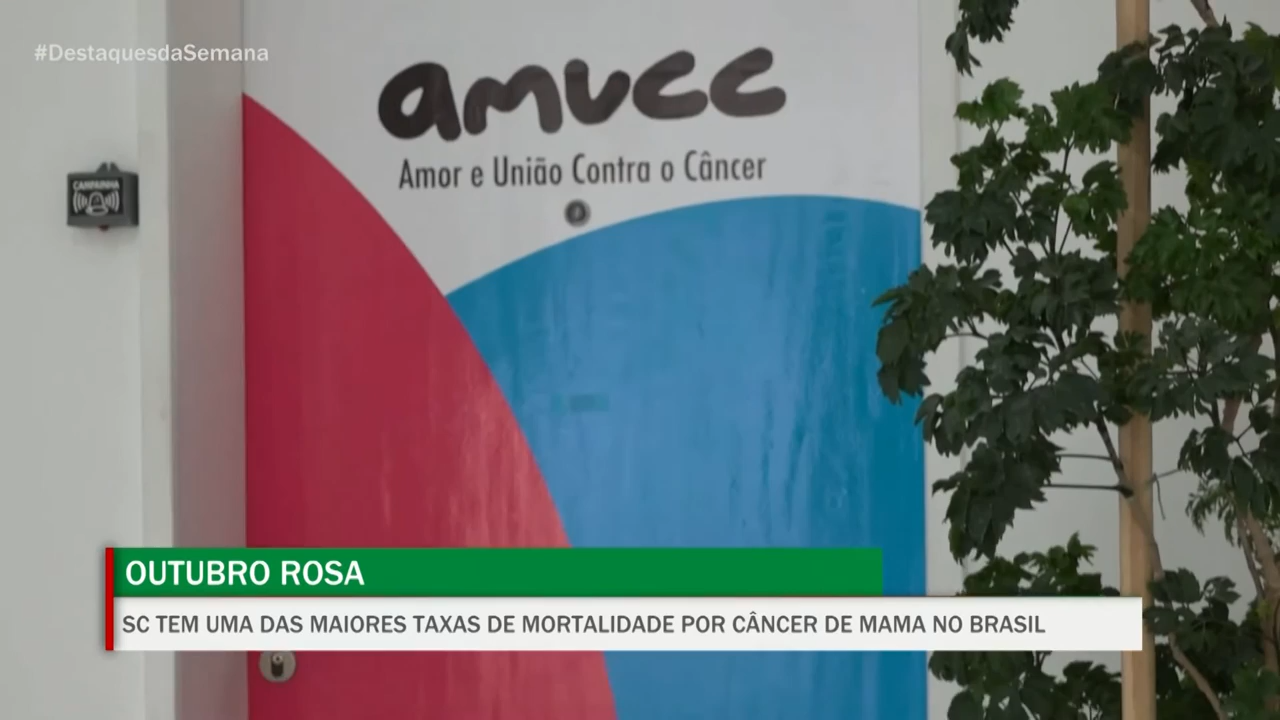 #DestaquesdaSemana
amucc
Amor e União Contra o Câncer
CAMPAINHA
OUTUBRO ROSA
SC TEM UMA DAS MAIORES TAXAS DE MORTALIDADE POR CÂNCER DE MAMA NO BRASIL